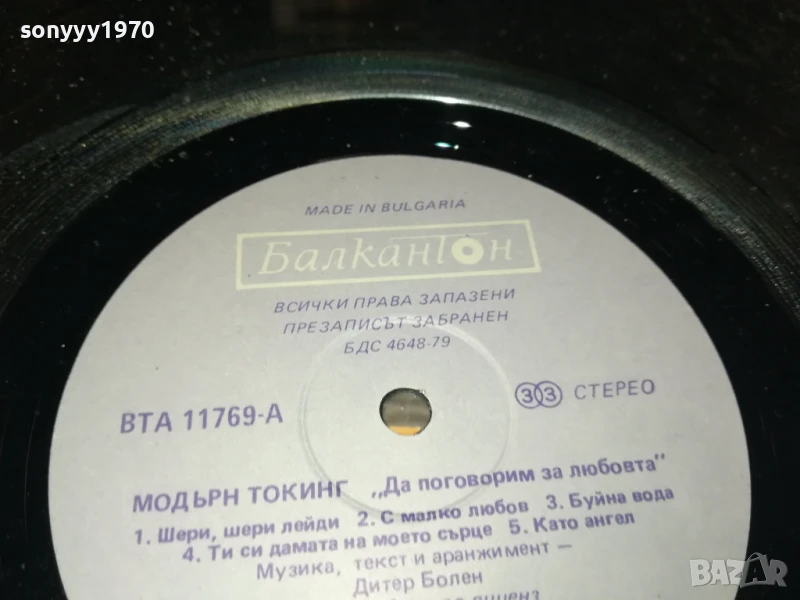 sonyyy1970
MADE IN BULGARIA
Балкантон
ВСИЧКИ ПРАВА ЗАПАЗЕНИ
ПРЕЗАПИСЪТ ЗАБРАНЕН
БДС 4648-79
ВТА 11769-А
33 СТЕРЕО
МОДЪРН ТОКИНГ „Да поговорим за любовта"
1. Шери, шери лейди 2. С малко любов 3. Буйна вода
4. Ти си дамата на моето сърце 5. Като ангел
Музика, текст и аранжимент –
Дитер Болен
BAZAR